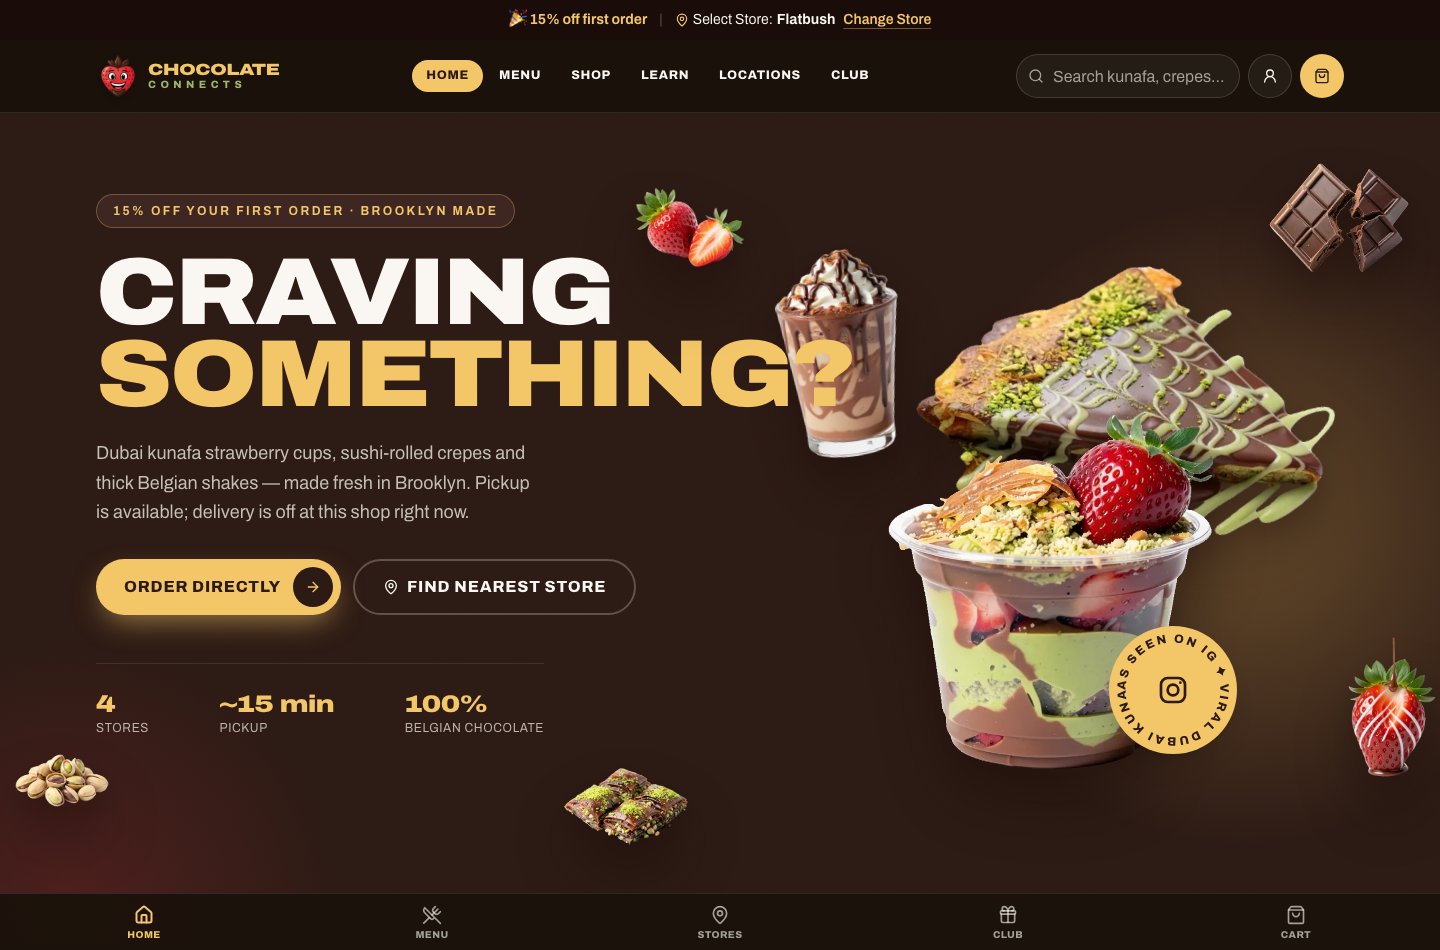 🎉 15% off first order | Select Store: Flatbush Change Store
CHOCOLATE
CONNECTS
HOME MENU SHOP LEARN LOCATIONS CLUB
Search kunafa, crepes...
15% OFF YOUR FIRST ORDER · BROOKLYN MADE
CRAVING
SOMETHING?
Dubai kunafa strawberry cups, sushi-rolled crepes and
thick Belgian shakes — made fresh in Brooklyn. Pickup
is available; delivery is off at this shop right now.
ORDER DIRECTLY
FIND NEAREST STORE
4
STORES
~15 min
PICKUP
100%
BELGIAN CHOCOLATE
AS SEEN ON IG ✦ VIRAL DUBAI KUNA
HOME
MENU
STORES
CLUB
CART